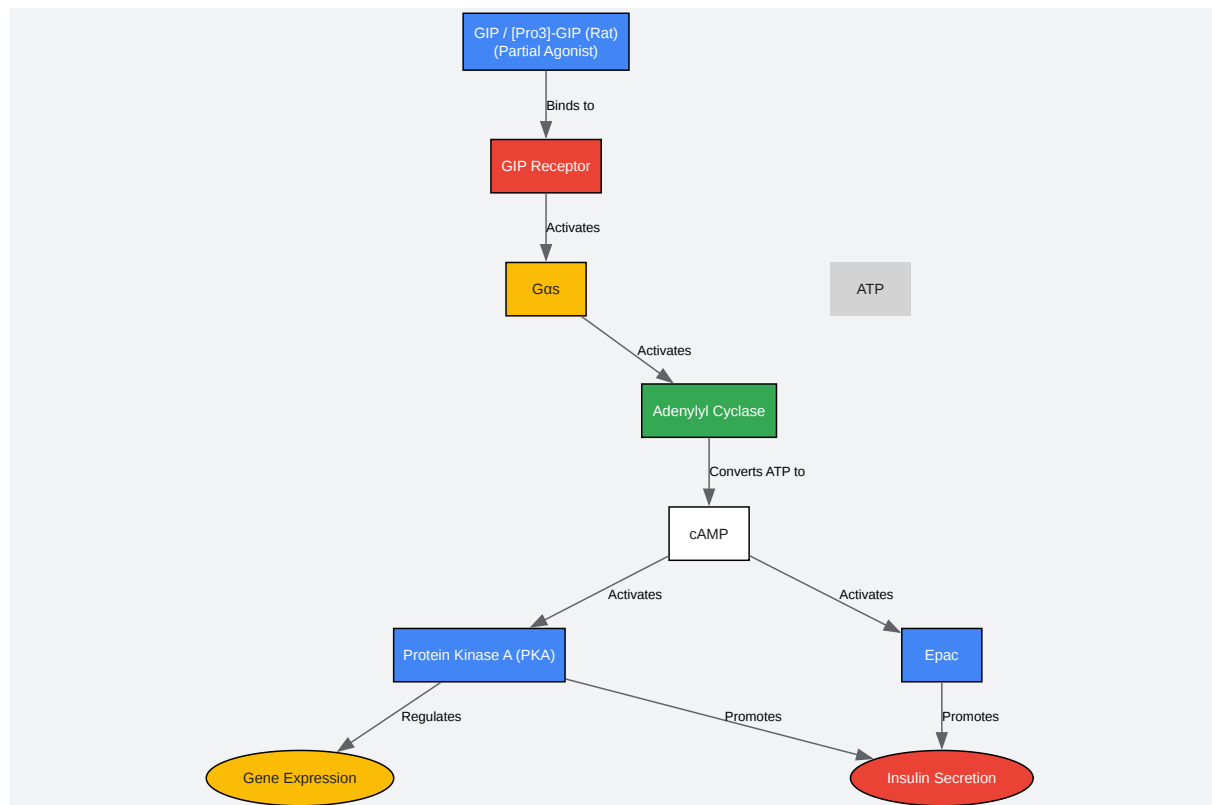 GIP / [Pro3]-GIP (Rat)
(Partial Agonist)
Binds to
GIP Receptor
Activates
Gαs
ATP
Activates
Adenylyl Cyclase
Converts ATP to
cAMP
Activates
Activates
Protein Kinase A (PKA)
Epac
Regulates
Promotes
Promotes
Gene Expression
Insulin Secretion